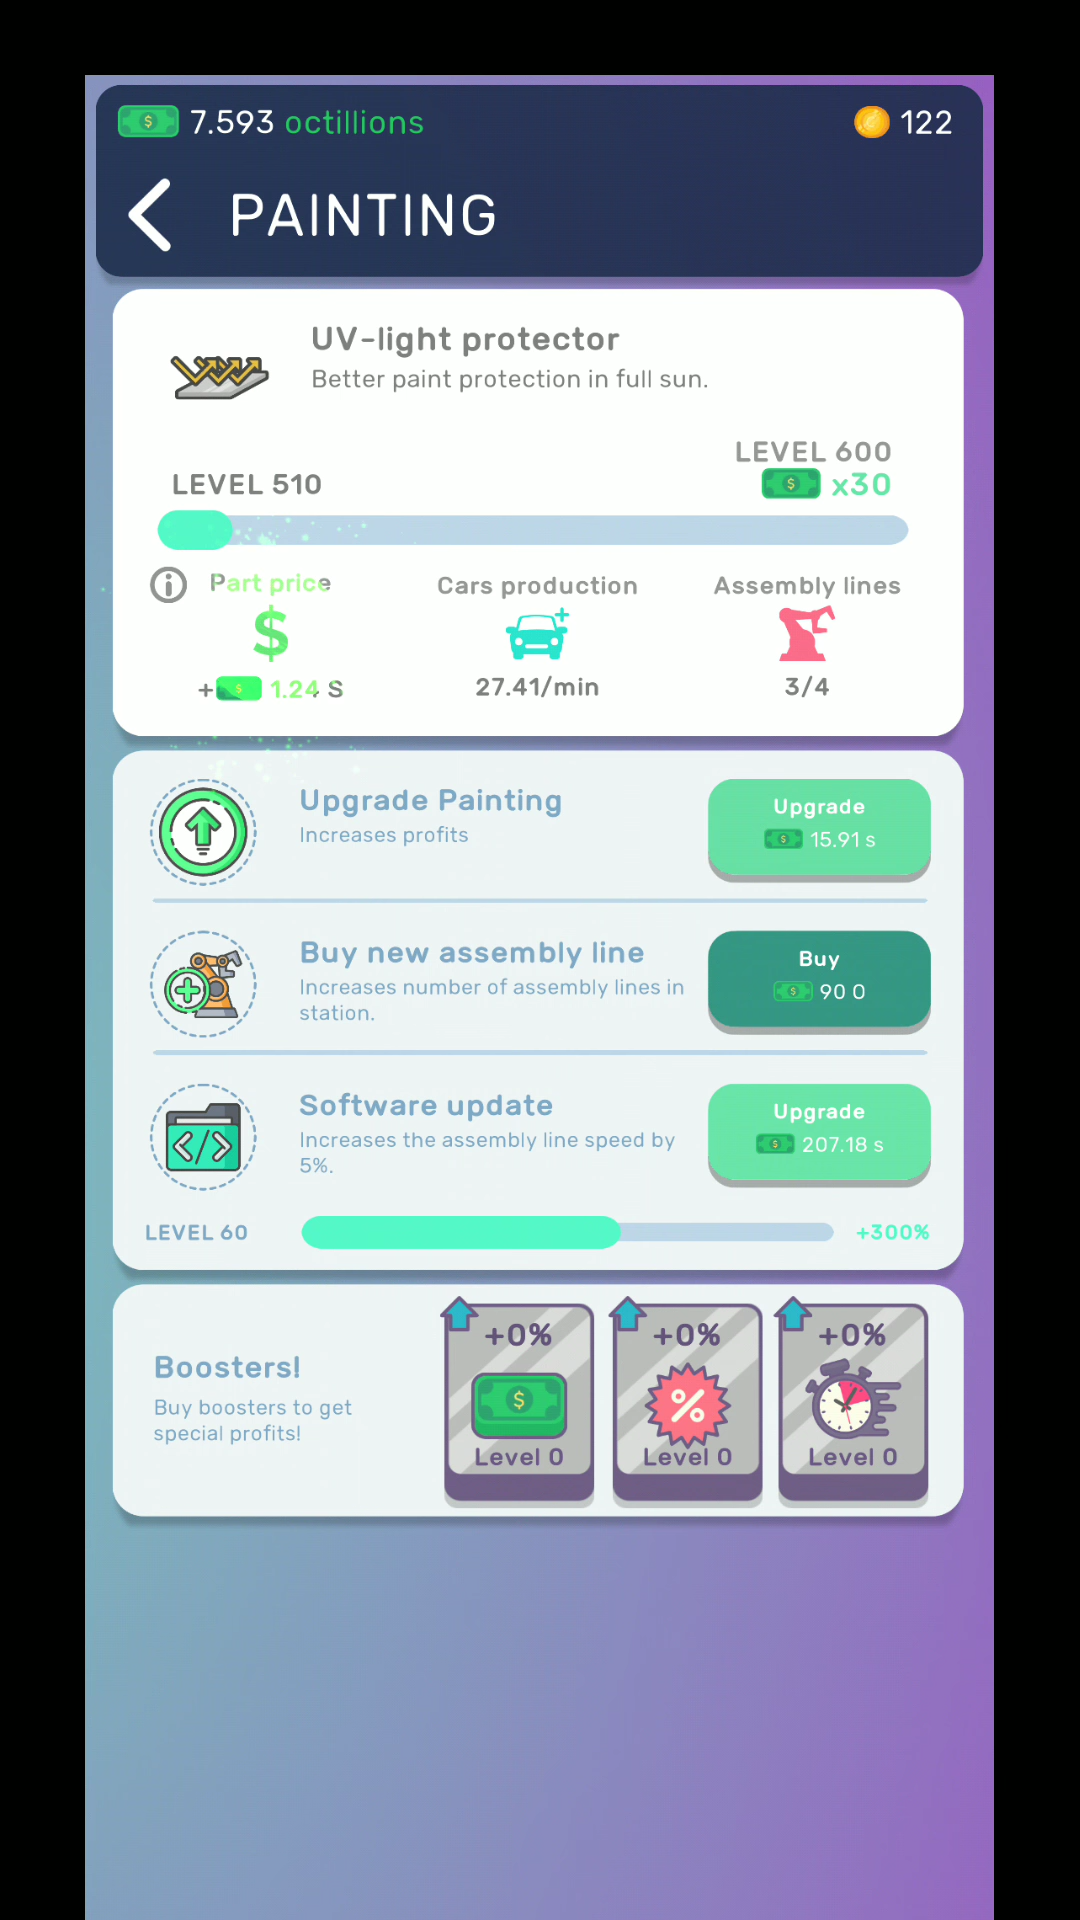 7.593 octillions
122
PAINTING
UV-light protector
Better paint protection in full sun.
LEVEL 600
x30
LEVEL 510
Part price
Cars production
Assembly lines
$
+ 1.24 S
27.41/min
3/4
Upgrade Painting
Increases profits
Upgrade
15.91 s
Buy new assembly line
Increases number of assembly lines in
station.
Buy
90 O
Software update
Increases the assembly line speed by
5%.
Upgrade
207.18 s
LEVEL 60
+300%
Boosters!
Buy boosters to get
special profits!
+0%
Level 0
+0%
%
Level 0
+0%
Level 0